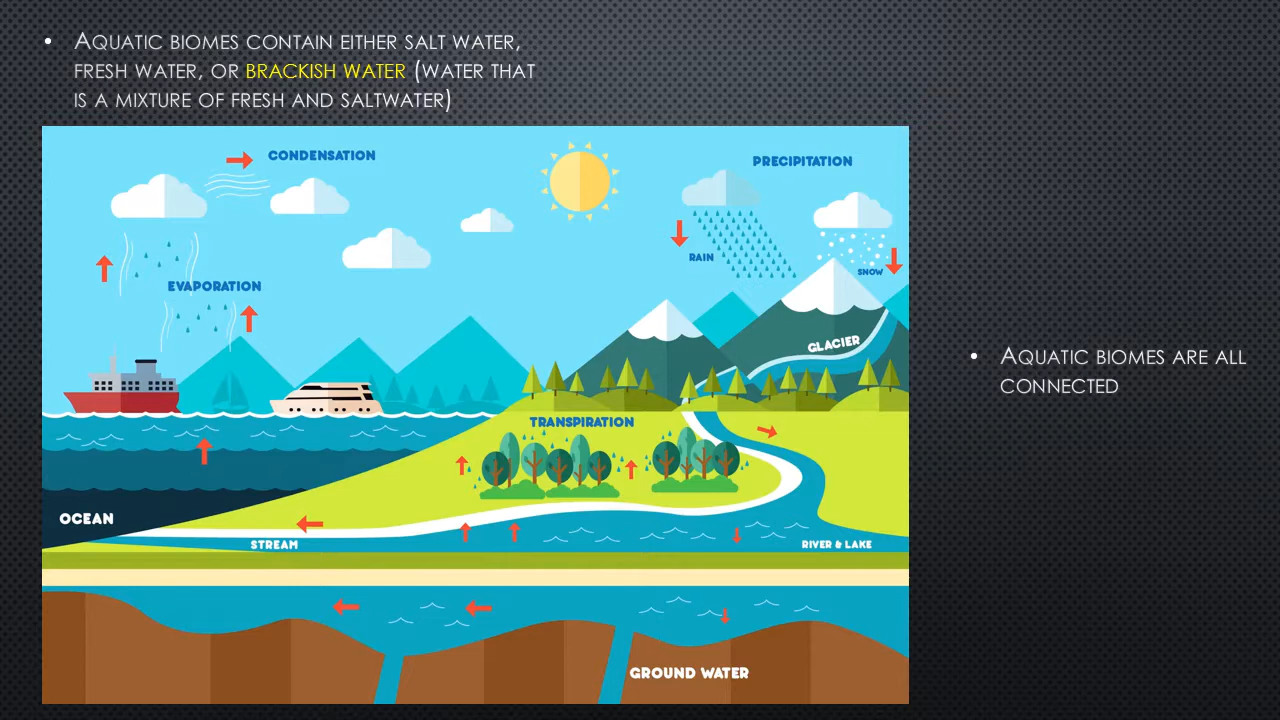 • Aquatic biomes contain either salt water,
fresh water, or brackish water (water that
is a mixture of fresh and saltwater)
CONDENSATION
PRECIPITATION
RAIN
SNOW
EVAPORATION
GLACIER
• Aquatic biomes are all
connected
TRANSPIRATION
OCEAN
STREAM
RIVER & LAKE
GROUND WATER